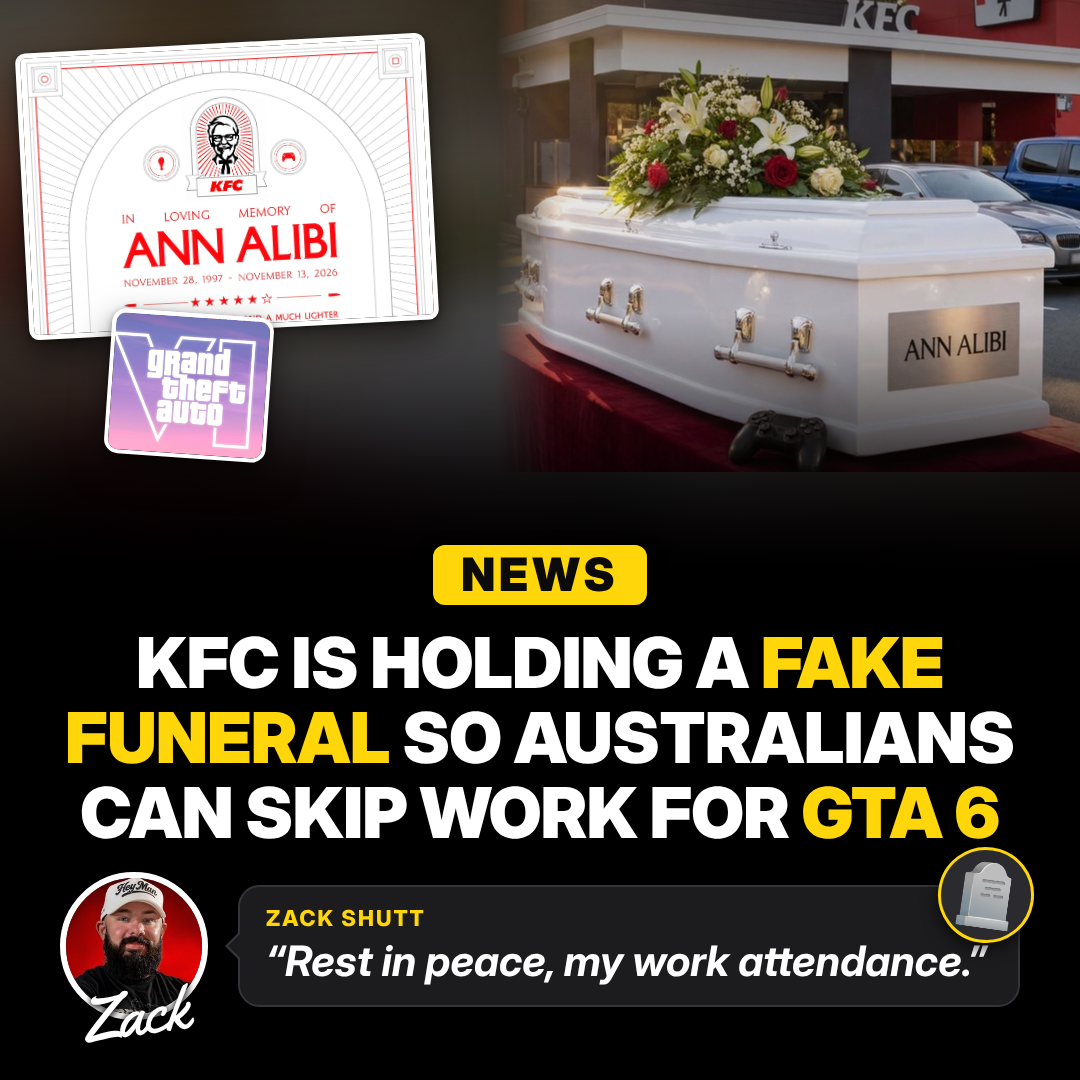 IN LOVING MEMORY OF
ANN ALIBI
NOVEMBER 28, 1997 - NOVEMBER 13, 2026
AND A MUCH LIGHTER
KFC
grand
theft
auto
VI
KFC
ANN ALIBI
NEWS
KFC IS HOLDING A FAKE
FUNERAL SO AUSTRALIANS
CAN SKIP WORK FOR GTA 6
Hey Man
ZACK SHUTT
“Rest in peace, my work attendance.”
Zack